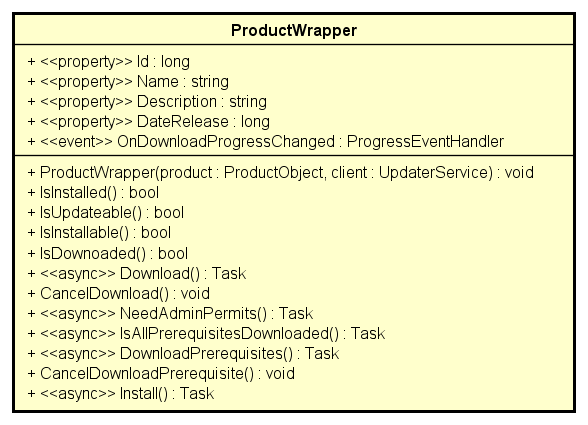 ProductWrapper
+ <<property>> Id : long
+ <<property>> Name : string
+ <<property>> Description : string
+ <<property>> DateRelease : long
+ <<event>> OnDownloadProgressChanged : ProgressEventHandler
+ ProductWrapper(product : ProductObject, client : UpdaterService) : void
+ IsInstalled() : bool
+ IsUpdateable() : bool
+ IsInstallable() : bool
+ IsDownoaded() : bool
+ <<async>> Download() : Task
+ CancelDownload() : void
+ <<async>> NeedAdminPermits() : Task
+ <<async>> IsAllPrerequisitesDownloaded() : Task
+ <<async>> DownloadPrerequisites() : Task
+ CancelDownloadPrerequisite() : void
+ <<async>> Install() : Task